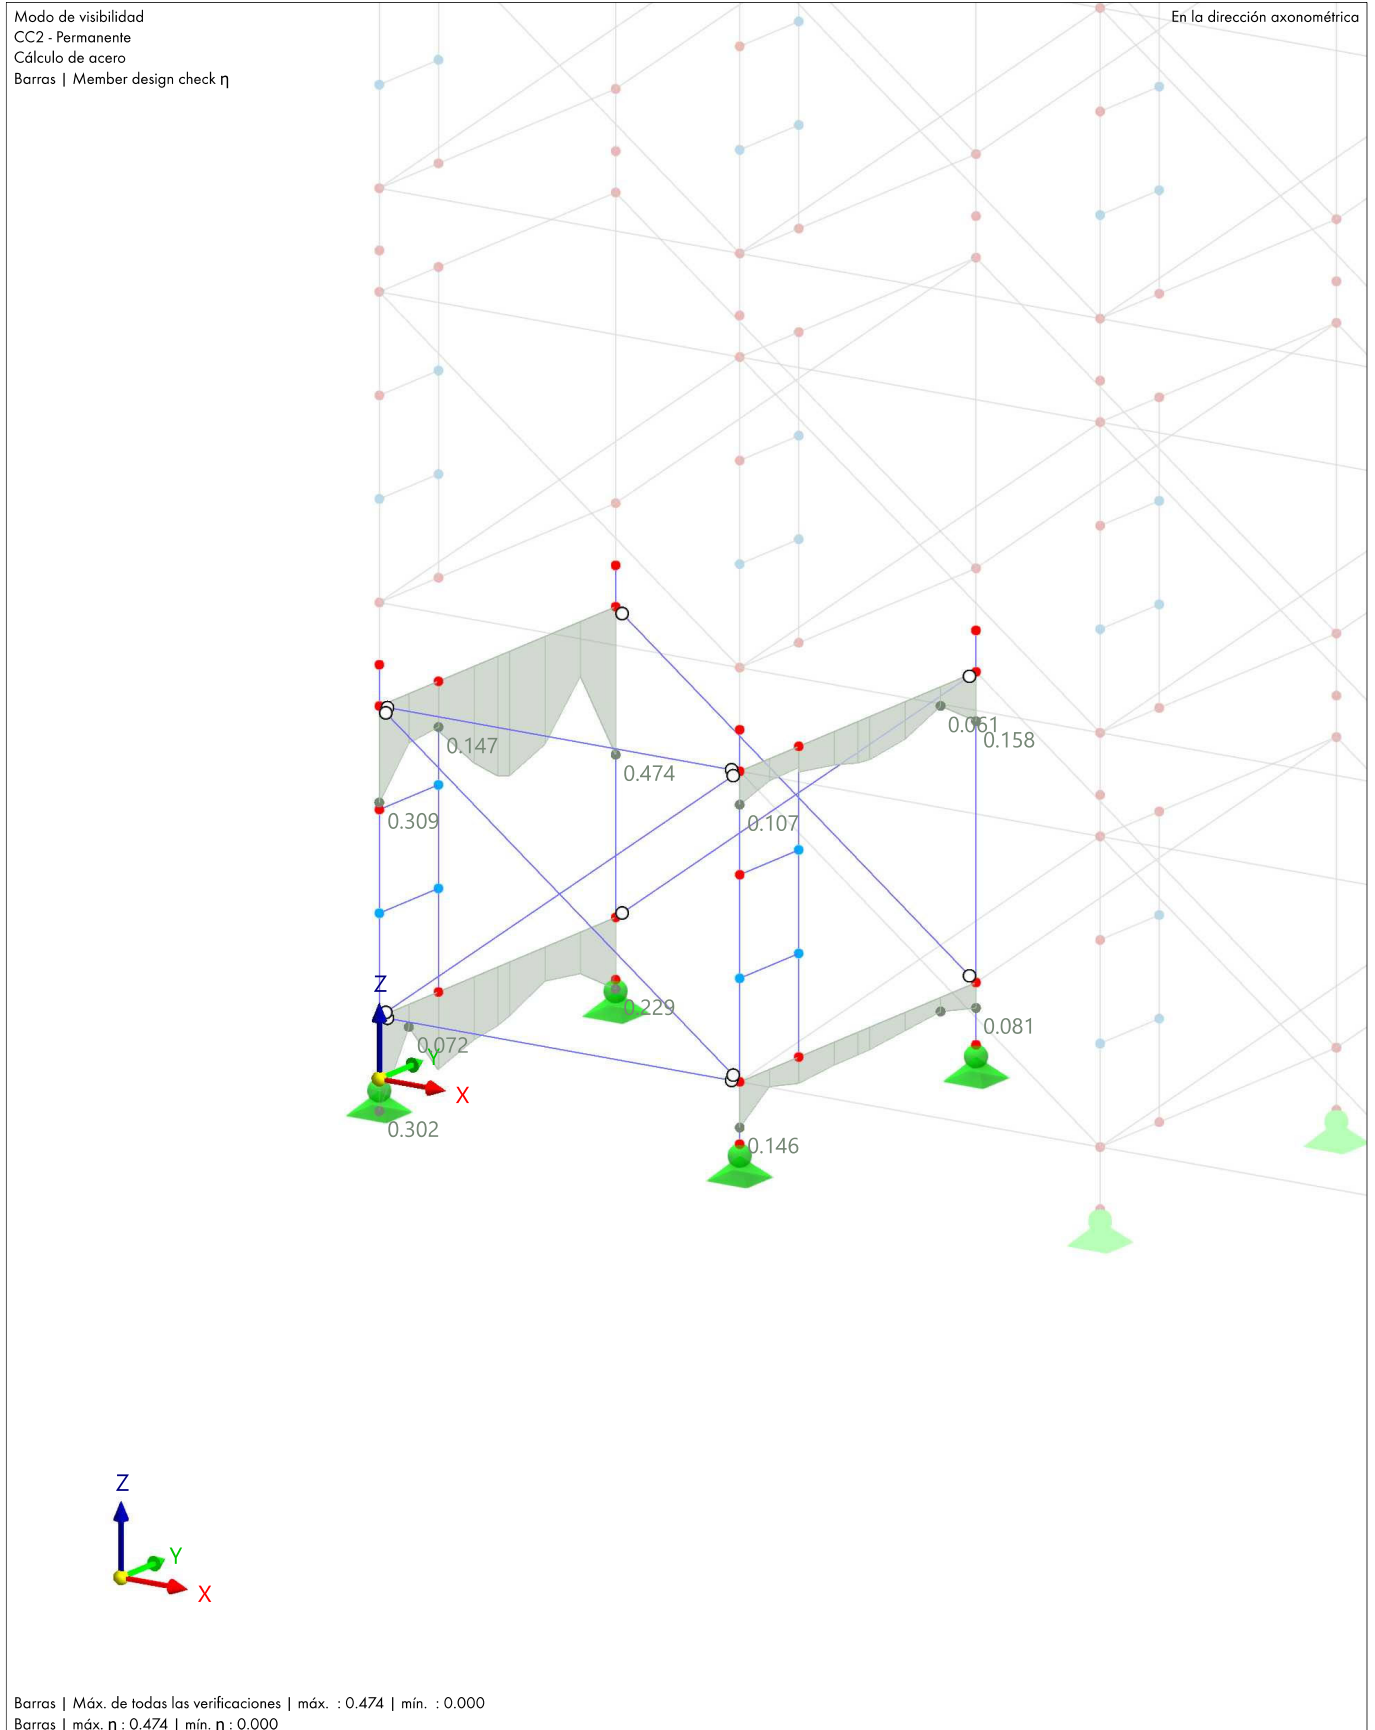 Modo de visibilidad
CC2 - Permanente
Cálculo de acero
Barras | Member design check η
En la dirección axonométrica
0.147
0.474
0.309
0.061
0.158
0.107
Z
0.229
0.072
Y
0.081
X
0.302
0.146
Z
Y
X
Barras | Máx. de todas las verificaciones | máx. : 0.474 | mín. : 0.000
Barras | máx. η : 0.474 | mín. η : 0.000